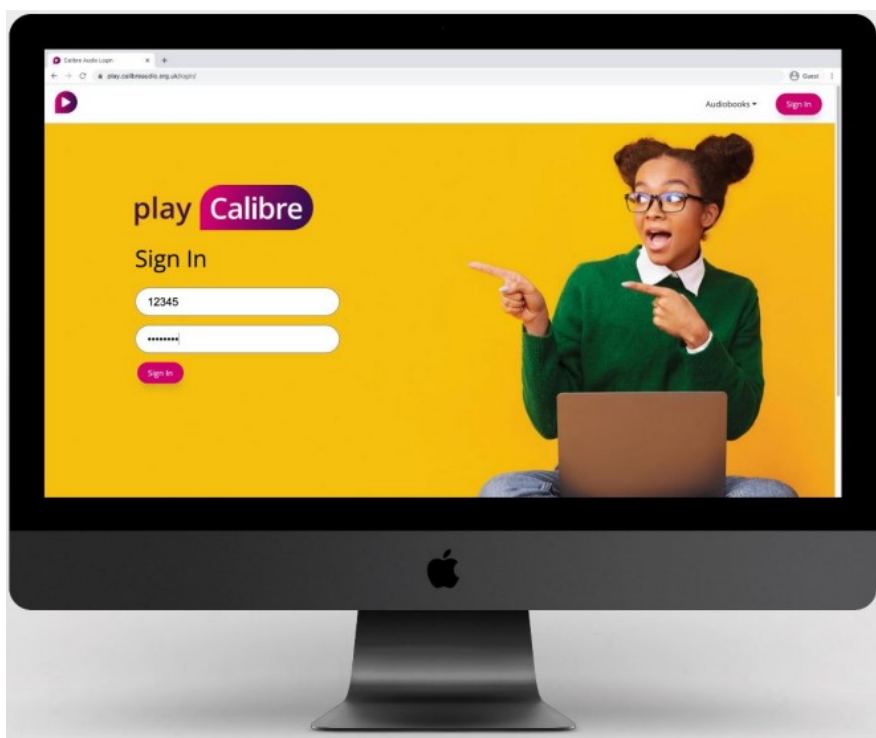 Calibre Audio Login
play.calibreaudio.org.uk/login/
Guest
Audiobooks
Sign In
play Calibre
Sign In
12345
••••••••
Sign In